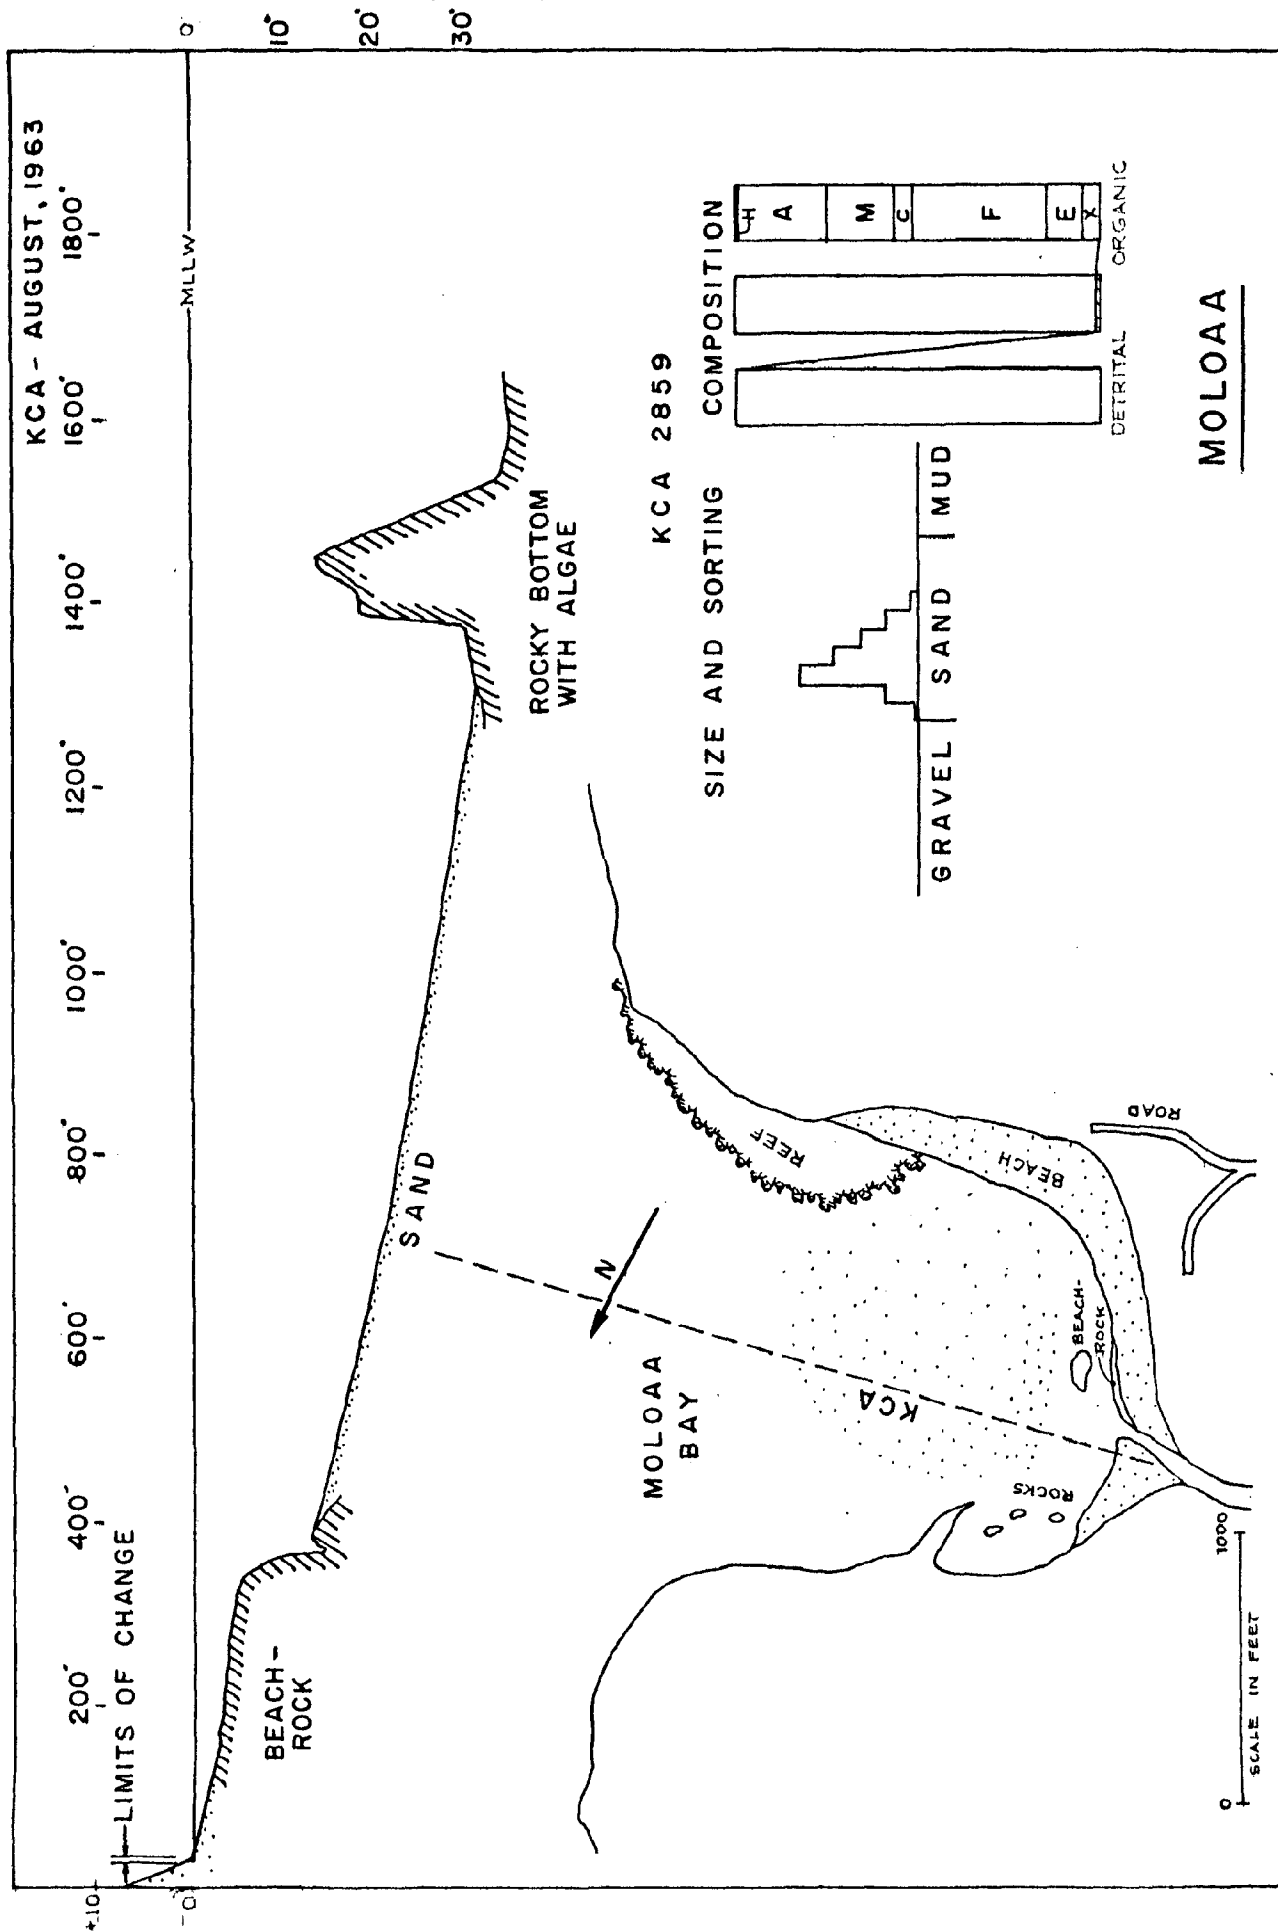 KCA - AUGUST, 1963
200' 400' 600' 800' 1000' 1200' 1400' 1600' 1800'
LIMITS OF CHANGE
+10
0
MLLW
0
10'
20'
30'
BEACH-
ROCK
SAND
ROCKY BOTTOM
WITH ALGAE
MOLOAA
BAY
N
KCA
REEF
BEACH
BEACH-
ROCK
ROCKS
ROAD
0 1000
SCALE IN FEET
KCA 2859
SIZE AND SORTING
GRAVEL | SAND | MUD
COMPOSITION
H
A
M
C
F
E
X
DETRITAL ORGANIC
MOLOAA